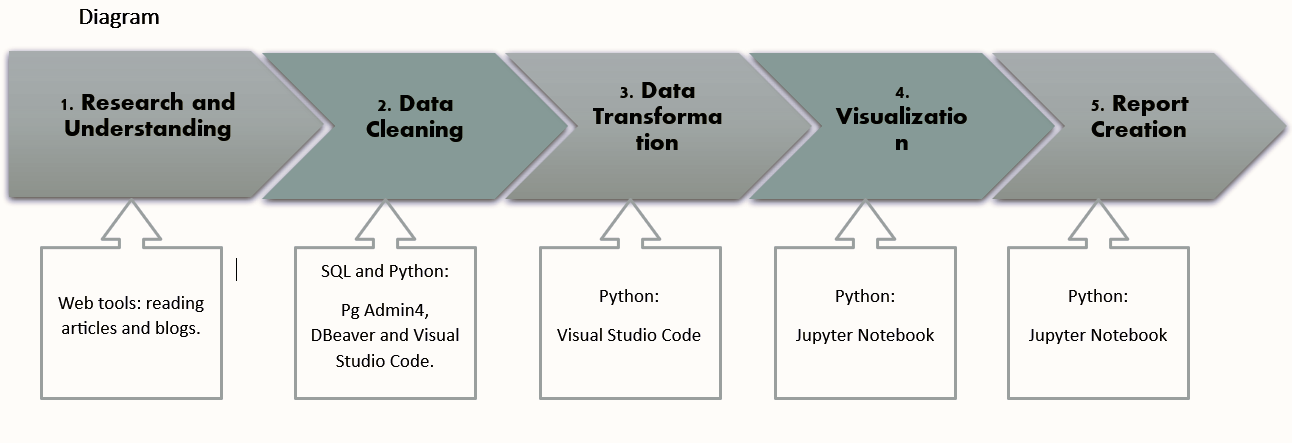 Diagram
1. Research and
Understanding
2. Data
Cleaning
3. Data
Transforma
tion
4.
Visualizatio
n
5. Report
Creation
Web tools: reading
articles and blogs.
SQL and Python:
Pg Admin4,
DBeaver and Visual
Studio Code.
Python:
Visual Studio Code
Python:
Jupyter Notebook
Python:
Jupyter Notebook